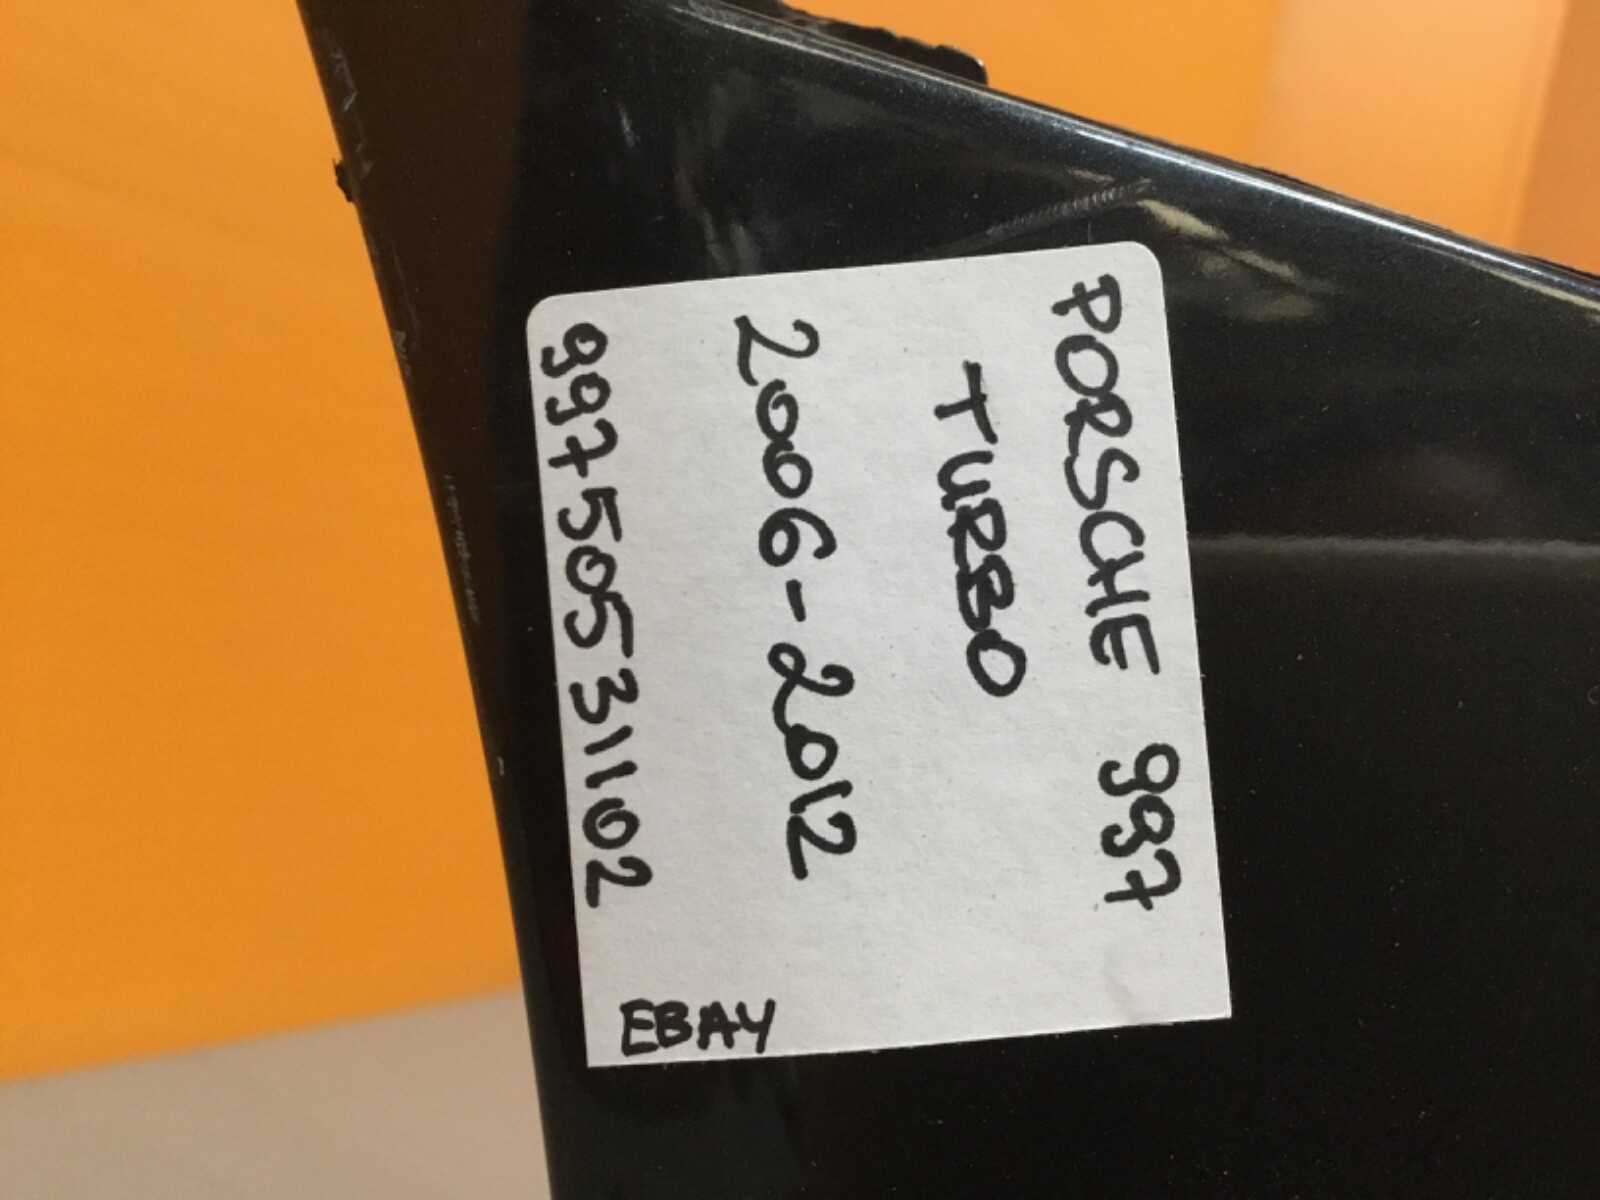 PORSCHE 997
TURBO
2006-2012
99750531102
EBAY